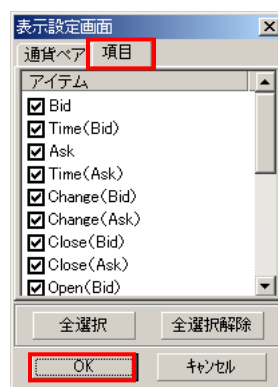 表示設定画面
通貨ペア 項目
アイテム
Bid
Time(Bid)
Ask
Time(Ask)
Change(Bid)
Change(Ask)
Close(Bid)
Close(Ask)
Open(Bid)
全選択 全選択解除
OK キャンセル